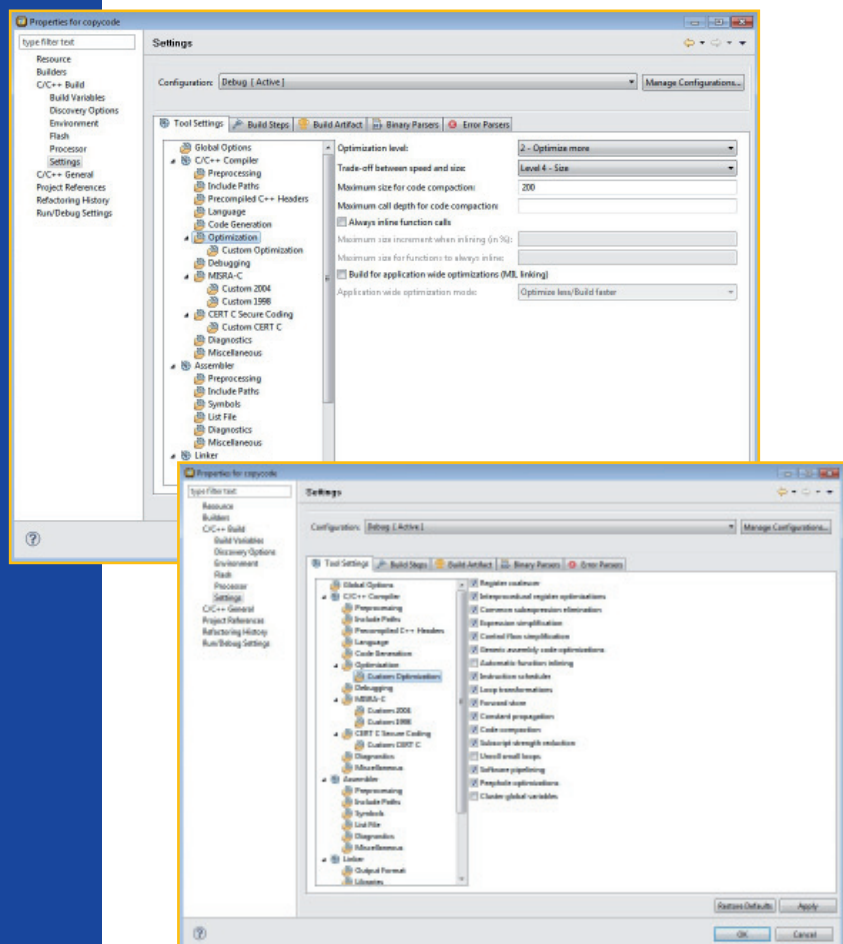 Properties for copycode
type filter text
Resource
Builders
C/C++ Build
Build Variables
Discovery Options
Environment
Flash
Processor
Settings
C/C++ General
Project References
Refactoring History
Run/Debug Settings
Settings
Configuration: Debug [ Active ]
Manage Configurations...
Tool Settings Build Steps Build Artifact Binary Parsers Error Parsers
Global Options
C/C++ Compiler
Preprocessing
Include Paths
Precompiled C++ Headers
Language
Code Generation
Optimization
Custom Optimization
Debugging
MISRA-C
Custom 2004
Custom 1998
CERT C Secure Coding
Custom CERT C
Diagnostics
Miscellaneous
Assembler
Preprocessing
Include Paths
Symbols
List File
Diagnostics
Miscellaneous
Linker
Optimization level: 2 - Optimize more
Trade-off between speed and size: Level 4 - Size
Maximum size for code compaction: 200
Maximum call depth for code compaction:
Always inline function calls
Maximum size increment when inlining (in %):
Maximum size for functions to always inline:
Build for application wide optimizations (MIL linking)
Application wide optimization mode: Optimize less/Build faster
Properties for copycode
type filter text
Resource
Builders
C/C++ Build
Build Variables
Discovery Options
Environment
Flash
Processor
Settings
C/C++ General
Project References
Refactoring History
Run/Debug Settings
Settings
Configuration: Debug [ Active ]
Manage Configurations...
Tool Settings Build Steps Build Artifact Binary Parsers Error Parsers
Global Options
C/C++ Compiler
Preprocessing
Include Paths
Precompiled C++ Headers
Language
Code Generation
Optimization
Custom Optimization
Debugging
MISRA-C
Custom 2004
Custom 1998
CERT C Secure Coding
Custom CERT C
Diagnostics
Miscellaneous
Assembler
Preprocessing
Include Paths
Symbols
List File
Diagnostics
Miscellaneous
Linker
Output Format
Libraries
Register coalescer
Interprocedural register optimizations
Common subexpression elimination
Expression simplification
Control flow simplification
Generic assembly code optimizations
Automatic function inlining
Instruction scheduler
Loop transformations
Forward store
Constant propagation
Code compaction
Subscript strength reduction
Unroll small loops
Software pipelining
Peephole optimizations
Cluster global variables
Restore Defaults Apply
OK Cancel